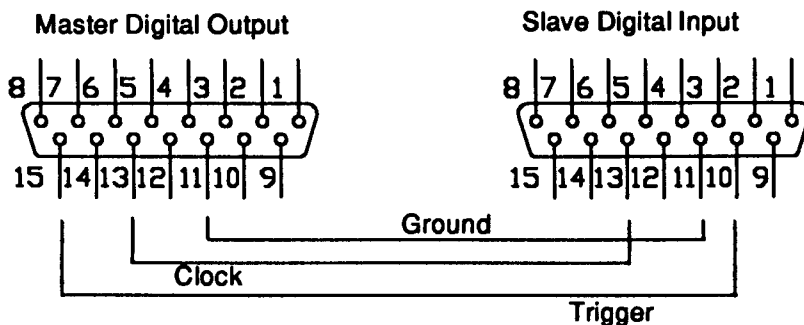 Master Digital Output
Slave Digital Input
8 7 6 5 4 3 2 1
8 7 6 5 4 3 2 1
15 14 13 12 11 10 9
15 14 13 12 11 10 9
Ground
Clock
Trigger